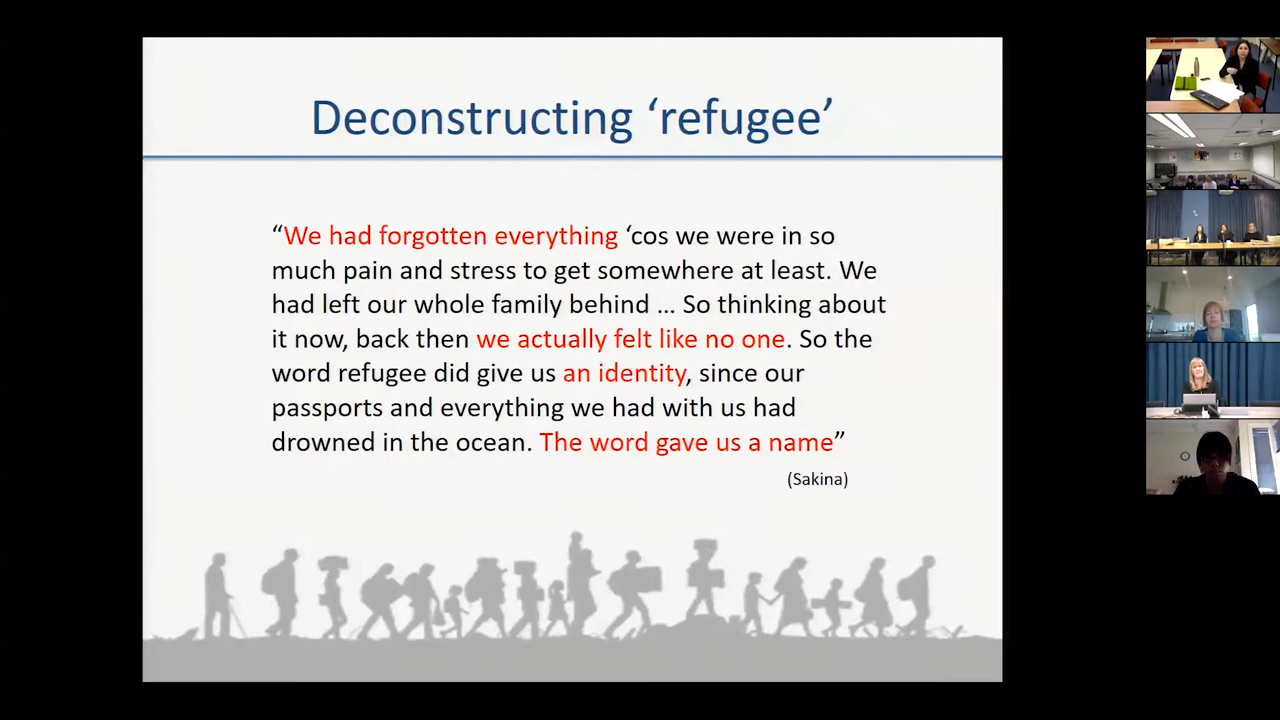 Deconstructing ‘refugee’
“We had forgotten everything ‘cos we were in so
much pain and stress to get somewhere at least. We
had left our whole family behind … So thinking about
it now, back then we actually felt like no one. So the
word refugee did give us an identity, since our
passports and everything we had with us had
drowned in the ocean. The word gave us a name”
(Sakina)